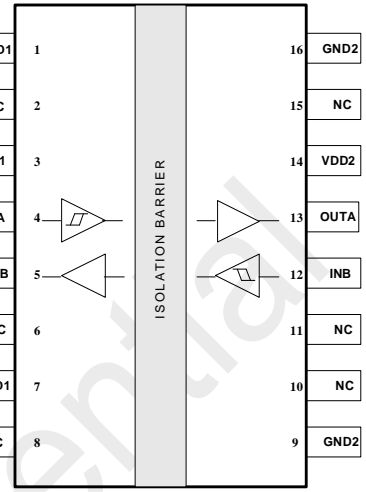 1
16
GND2
2
15
NC
3
14
VDD2
4
13
OUTA
5
12
INB
6
11
NC
7
10
NC
8
9
GND2
ISOLATION BARRIER